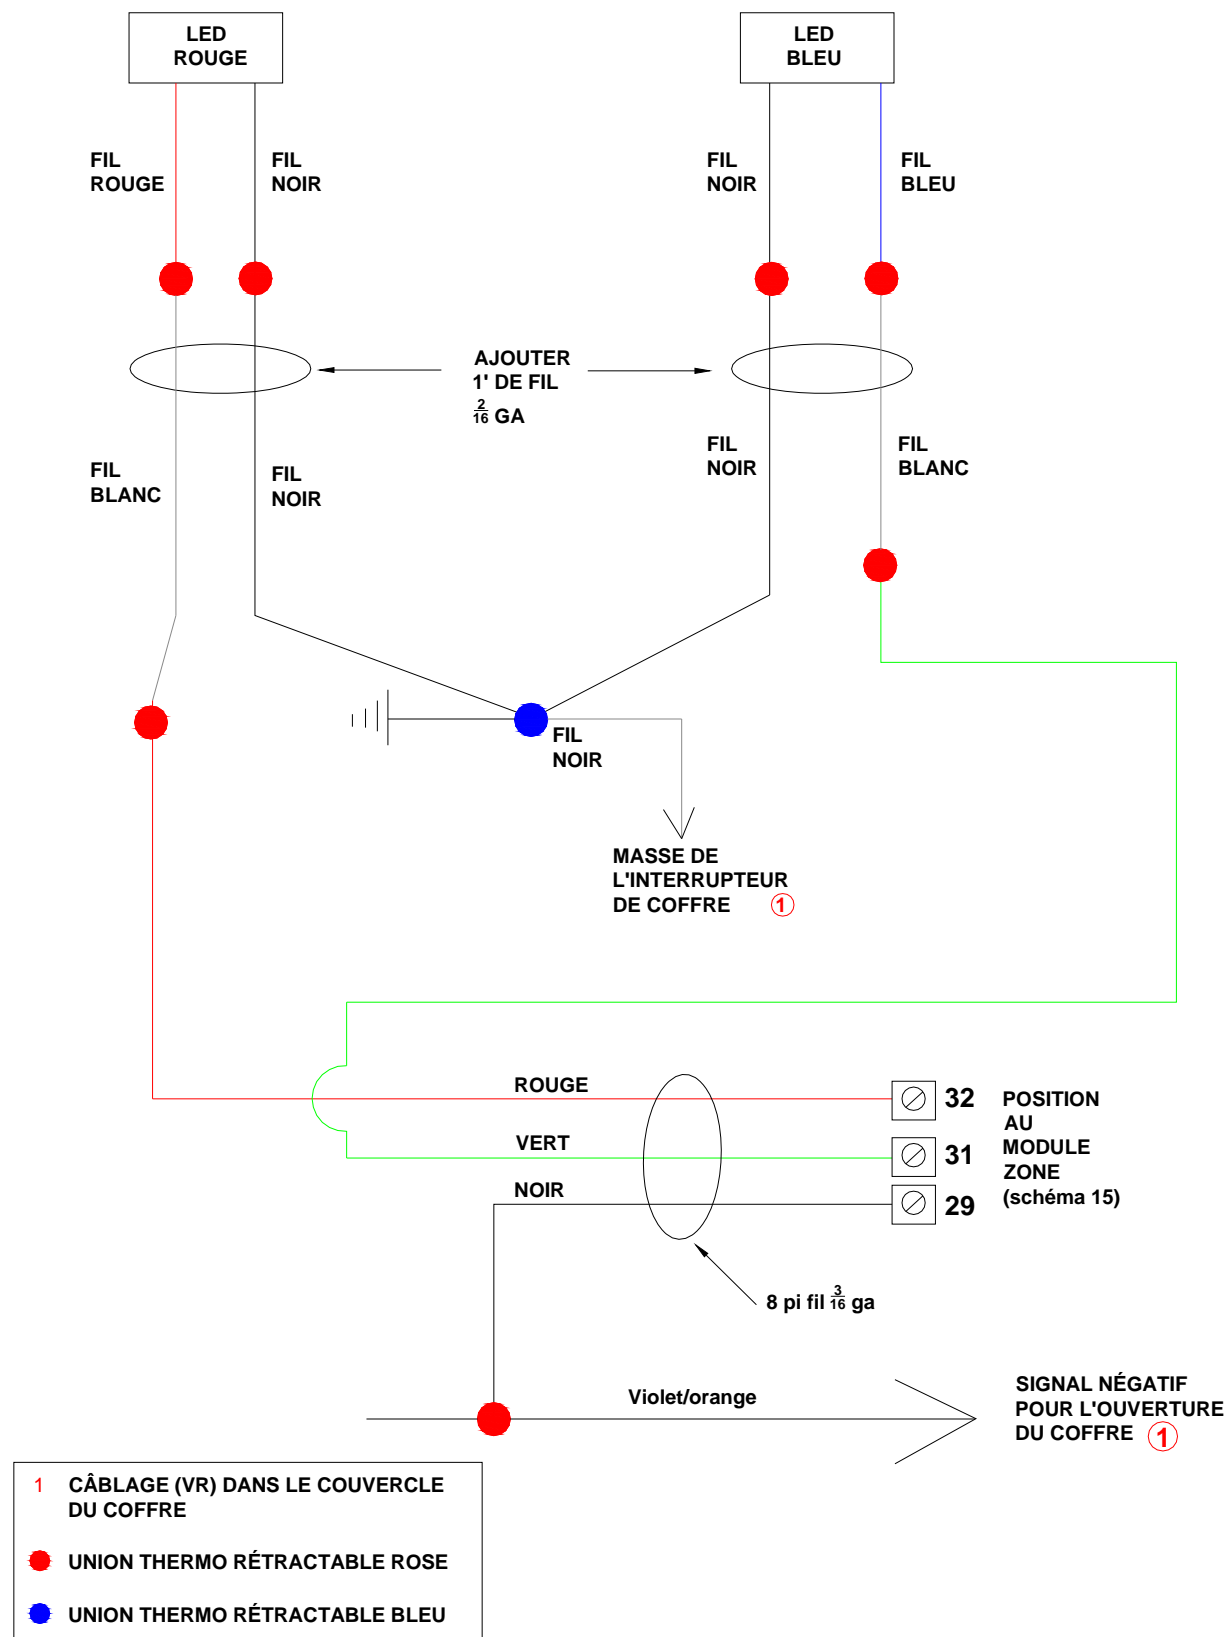 LED
ROUGE
LED
BLEU
FIL
ROUGE
FIL
NOIR
FIL
NOIR
FIL
BLEU
AJOUTER
1' DE FIL
2/16 GA
FIL
BLANC
FIL
NOIR
FIL
NOIR
FIL
BLANC
FIL
NOIR
MASSE DE
L'INTERRUPTEUR
DE COFFRE 1
ROUGE
VERT
NOIR
32
31
29
POSITION
AU
MODULE
ZONE
(schéma 15)
8 pi fil 3/16 ga
Violet/orange
SIGNAL NÉGATIF
POUR L'OUVERTURE
DU COFFRE 1
1 CÂBLAGE (VR) DANS LE COUVERCLE
DU COFFRE
UNION THERMO RÉTRACTABLE ROSE
UNION THERMO RÉTRACTABLE BLEU